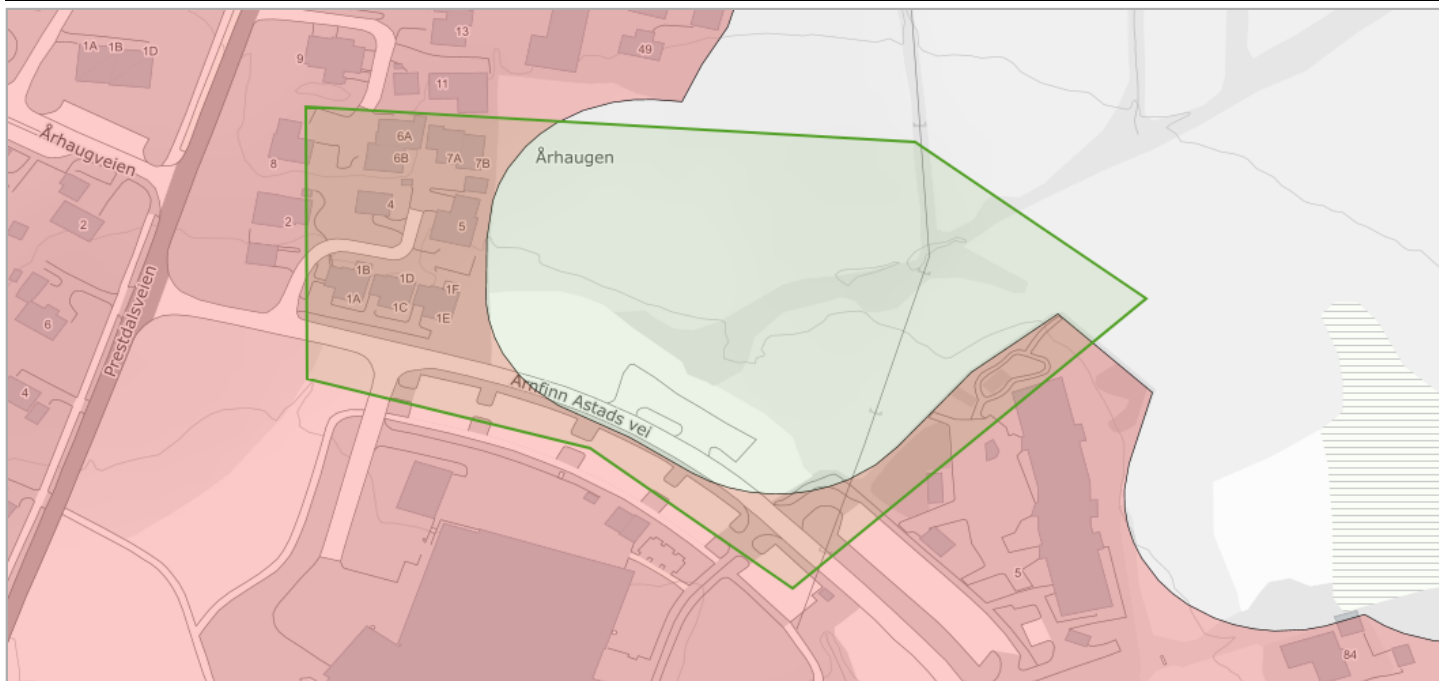 13
49
1A 1B 1D
9
11
Århaugveien
6A
6B
7A
7B
Århaugen
8
4
2
2
5
1B
1D
1F
1A
1C
1E
6
Prestdalsveien
4
Arnfinn Astads vei
5
84